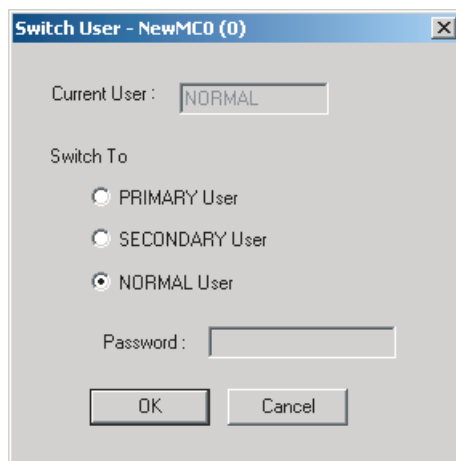 Switch User - NewMC0 (0)
Current User :
NORMAL
Switch To
PRIMARY User
SECONDARY User
NORMAL User
Password :
OK
Cancel